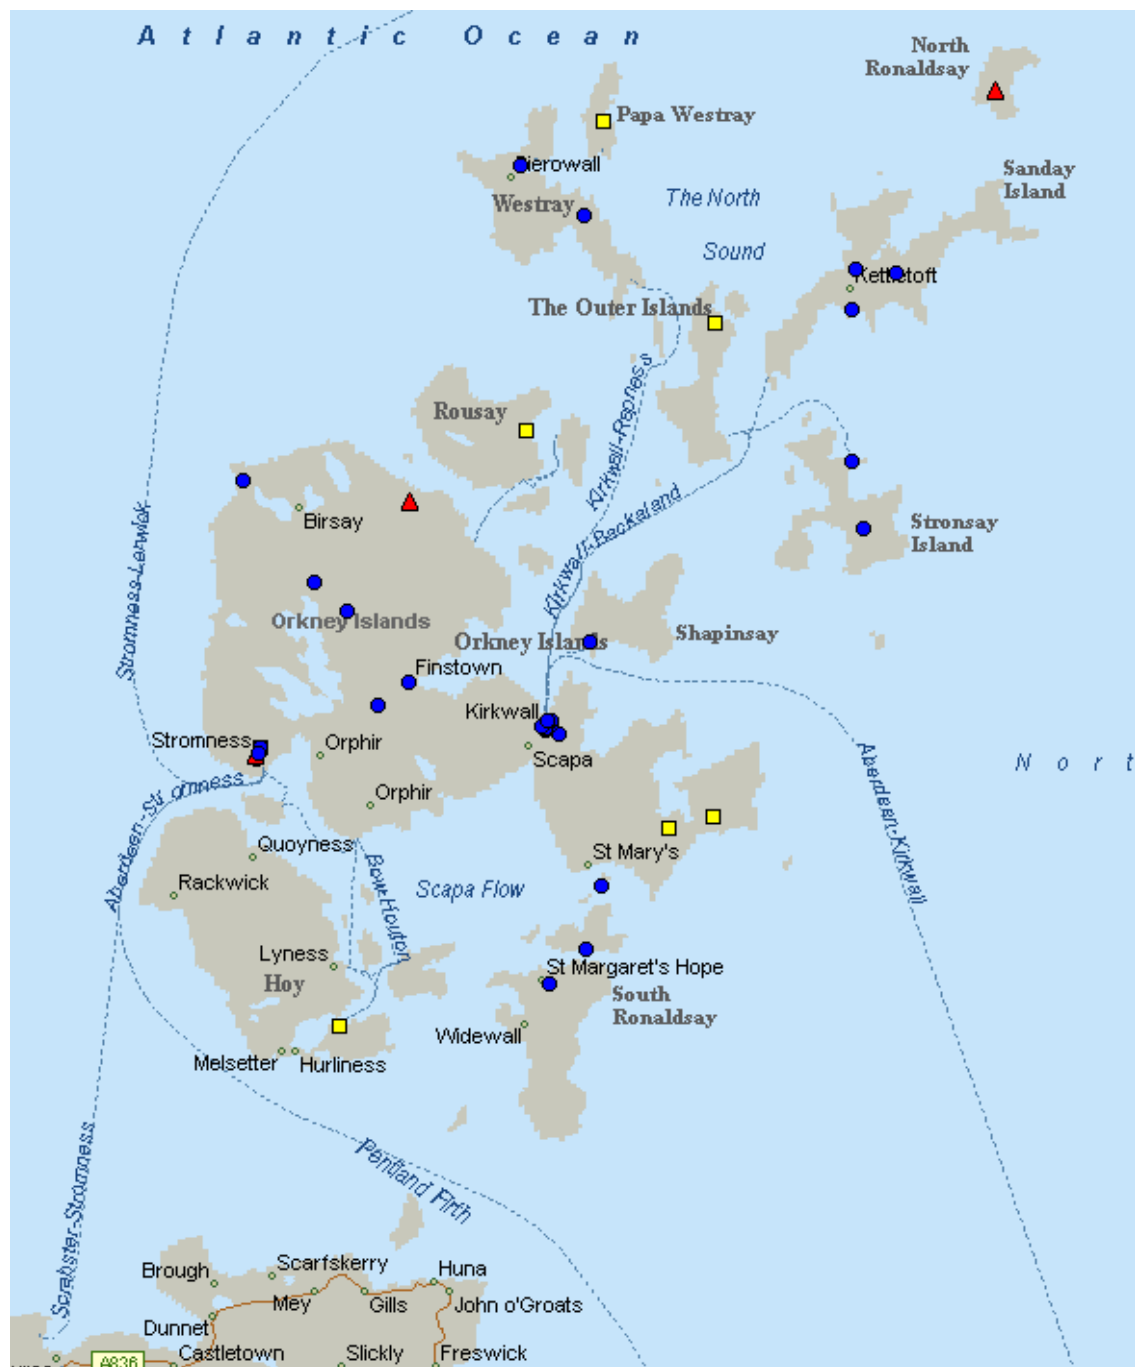 Atlantic Ocean
North
Ronaldsay
Papa Westray
Pierowall
Sanday
Island
Westray
The North
Sound
Kettletoft
The Outer Islands
Rousay
Kirkwall-Rapness
Kirkwall-Backaland
Birsay
Stronsay
Island
Stromness-Lerwick
Orkney Islands
Orkney Islands
Shapinsay
Finstown
Kirkwall
Stromness
Orphir
Scapa
Nort
Aberdeen-Stromness
Orphir
Aberdeen-Kirkwall
Quoyness
St Mary's
Rackwick
Scapa Flow
Lyness
Hoy
St Margaret's Hope
South
Ronaldsay
Widewall
Melsetter
Hurliness
Scrabster-Stromness
Pentland Firth
Scarfskerry
Brough
Huna
Mey
Gills
John o'Groats
Dunnet
Castletown
Slickly
Freswick
A836